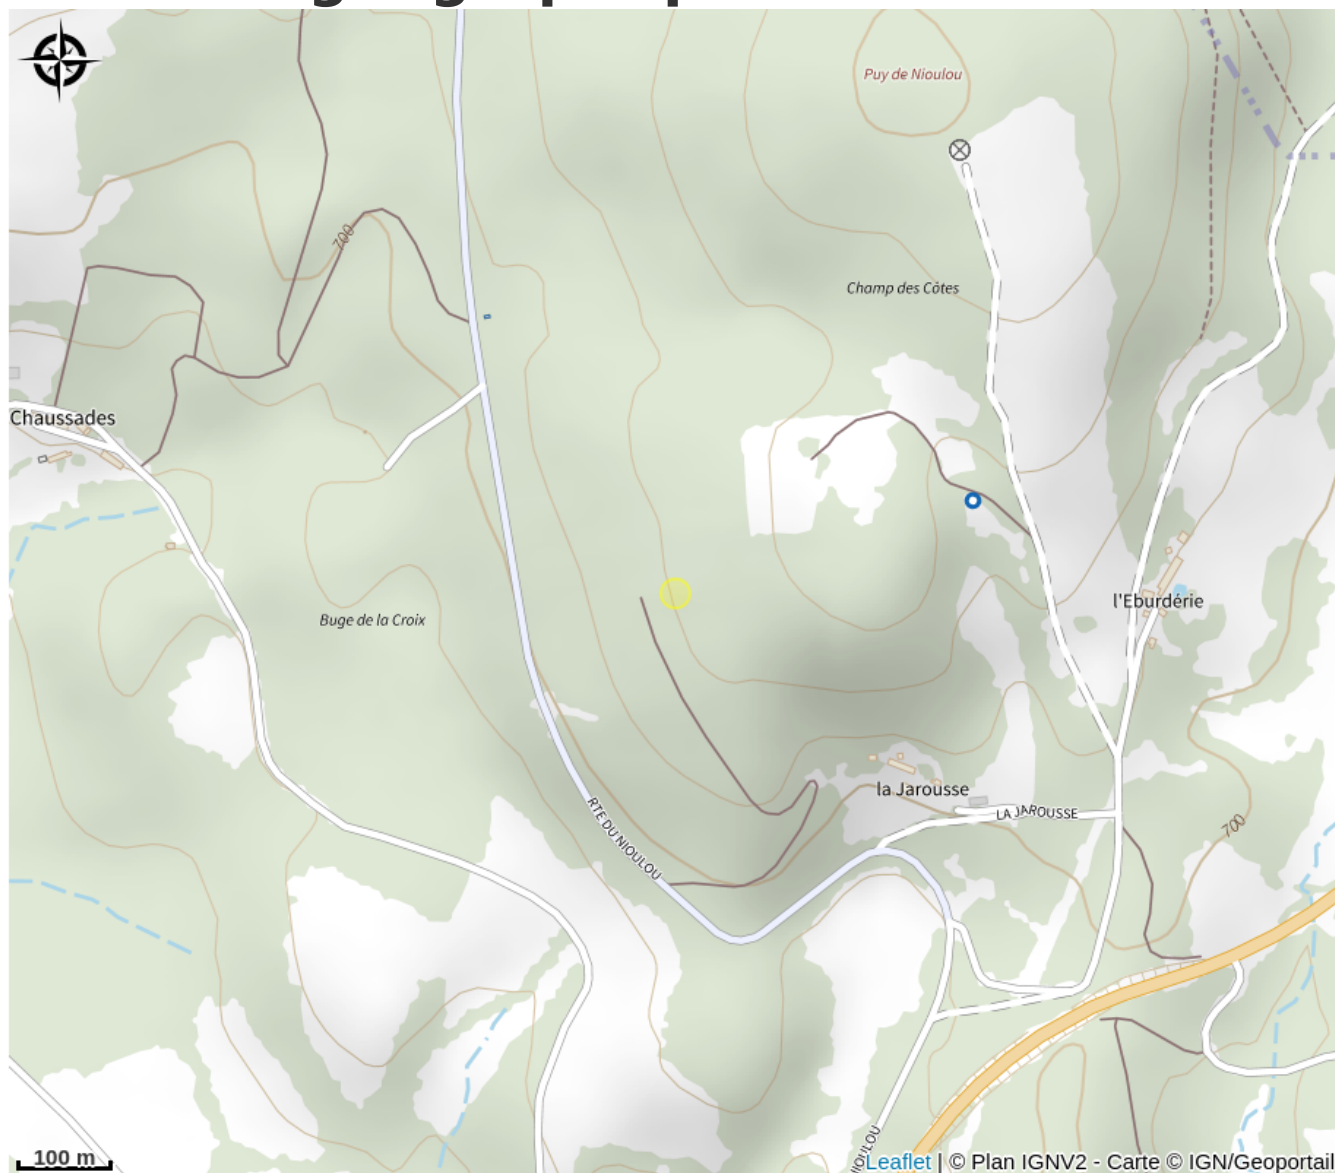 Puy de Nioulou
700
Champ des Côtes
Chaussades
l'Eburdérie
Buge de la Croix
la Jarousse
LA JAROUSSE
RTE DU NIOULOU
700
100 m
Leaflet | © Plan IGNV2 - Carte © IGN/Geoportail